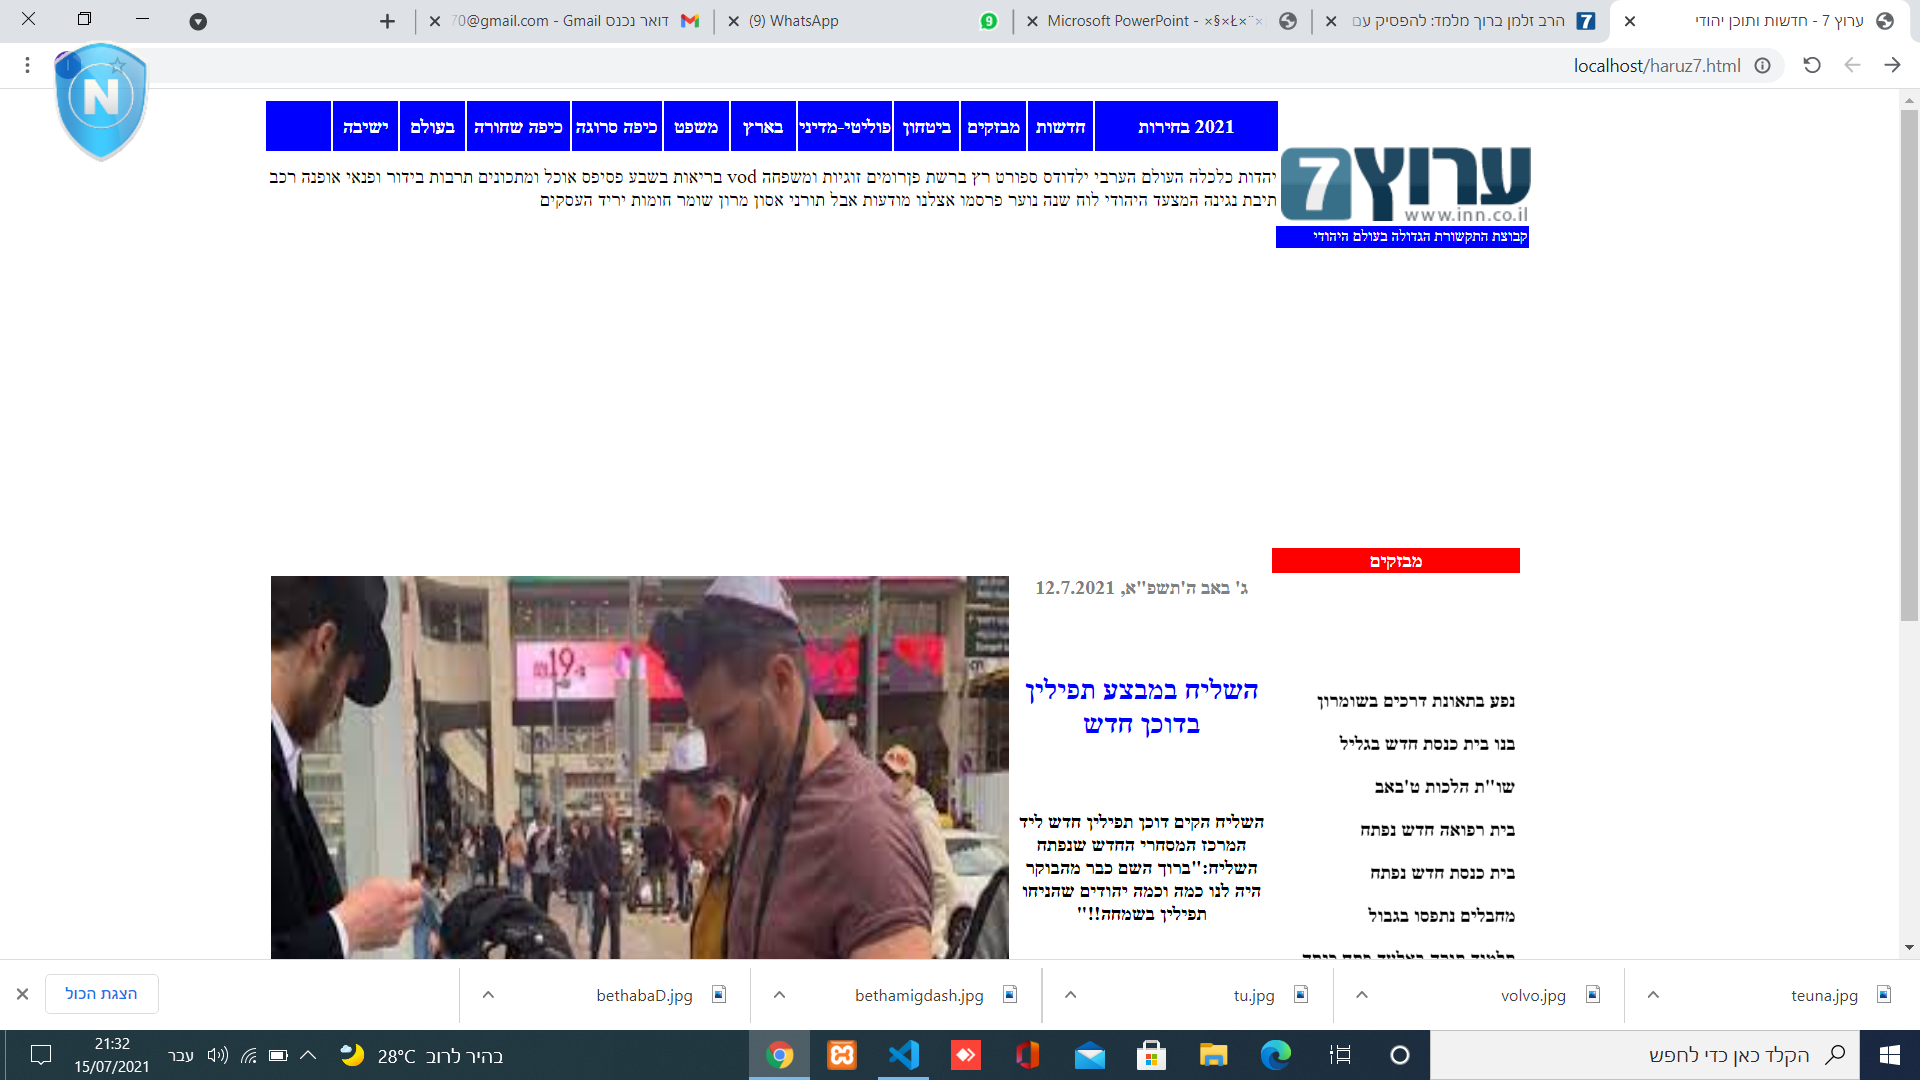 ערוץ 7 - חדשות ותוכן יהודי
הרב זלמן ברוך מלמד: להפסיק עם
Microsoft PowerPoint - ×§×Ł×¨×
(9) WhatsApp
דואר נכנס - 70@gmail.com - Gmail
localhost/haruz7.html
2021 בחירות
חדשות
מבזקים
ביטחון
פוליטי-מדיני
בארץ
משפט
כיפה סרוגה
כיפה שחורה
בעולם
ישיבה
ערוץ 7
www.inn.co.il
קבוצת התקשורת הגדולה בעולם היהודי
יהדות כלכלה העולם הערבי ילדודס ספורט רץ ברשת פורומים זוגיות ומשפחה vod בריאות בשבע פסיפס אוכל ומתכונים תרבות בידור ופנאי אופנה רכב
תיבת נגינה המצעד היהודי לוח שנה נוער פרסמו אצלנו מודעות אבל תורני אסון מרון שומר חומות יריד העסקים
מבזקים
נפע בתאונת דרכים בשומרון
בנו בית כנסת חדש בגליל
שו"ת הלכות ט'באב
בית רפואה חדש נפתח
בית כנסת חדש נפתח
מחבלים נתפסו בגבול
ג' באב ה'תשפ"א, 12.7.2021
השליח במבצע תפילין
בדוכן חדש
השליח הקים דוכן תפילין חדש ליד
המרכז המסחרי החדש שנפתח
השליח:"ברוך השם כבר מהבוקר
היה לנו כמה וכמה יהודים שהניחו
תפילין בשמחה!!"
19
N
teuna.jpg
volvo.jpg
tu.jpg
bethamigdash.jpg
bethabaD.jpg
הצגת הכול
הקלד כאן כדי לחפש
28°C בהיר לרוב
עבר
21:32
15/07/2021